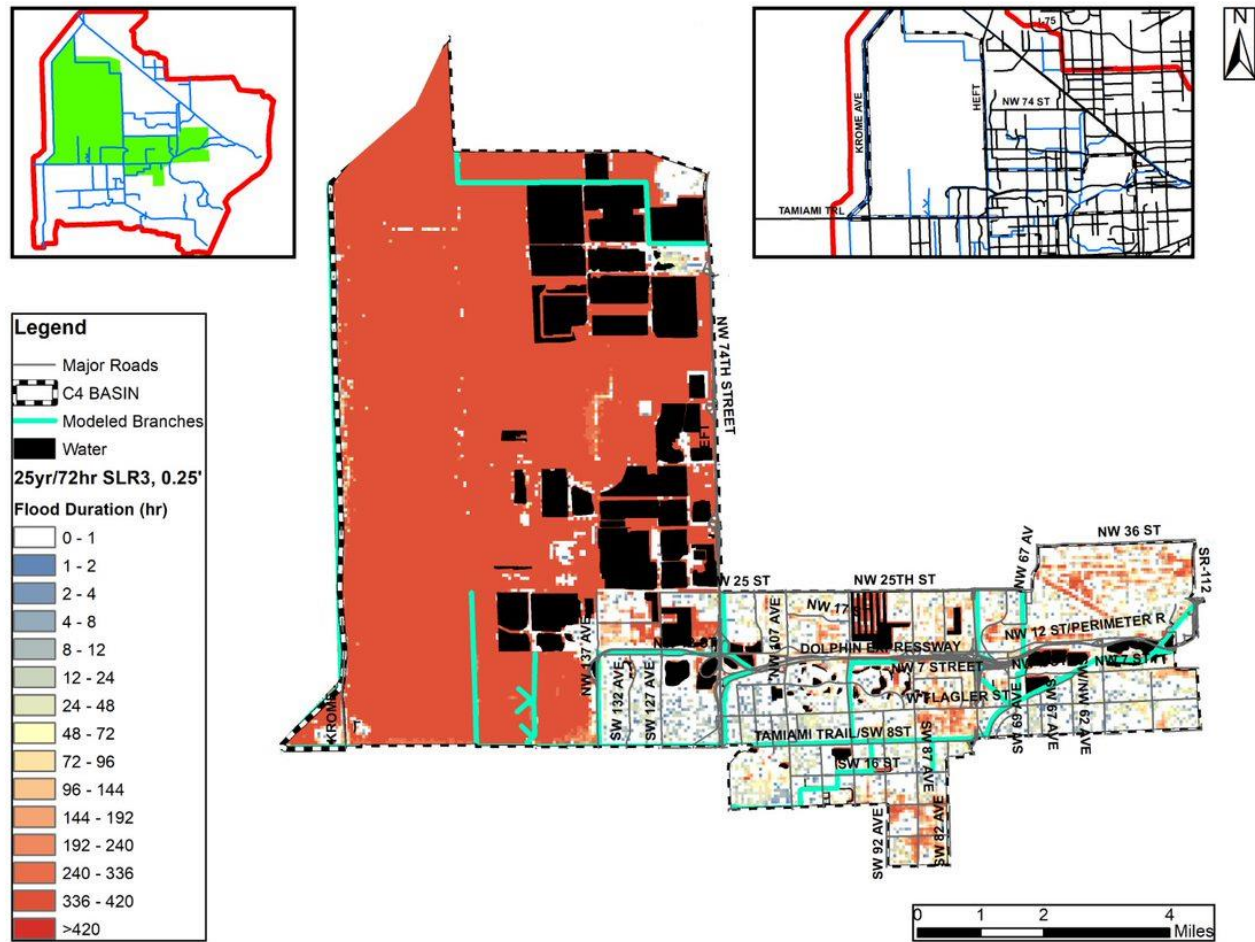 I-75
NW 74 ST
HEFT
KROME AVE
TAMIAMI TRL
N
Legend
Major Roads
C4 BASIN
Modeled Branches
Water
25yr/72hr SLR3, 0.25'
Flood Duration (hr)
0 - 1
1 - 2
2 - 4
4 - 8
8 - 12
12 - 24
24 - 48
48 - 72
72 - 96
96 - 144
144 - 192
192 - 240
240 - 336
336 - 420
>420
NW 74TH STREET
NW 36 ST
NW 67 AV
SR-112
W 25 ST
NW 25TH ST
NW 137 AVE
NW 107 AVE
NW 12 ST/PERIMETER R
DOLPHIN EXPRESSWAY
NW 7 STREET
NW 7 ST
SW 132 AVE
SW 127 AVE
W FLAGLER ST
SW 69 AVE
SW 67 AVE
SW/NW 62 AVE
KROME
TAMIAMI TRAIL/SW 8ST
SW 87 AVE
SW 16 ST
SW 92 AVE
SW 82 AVE
0 1 2 4
Miles